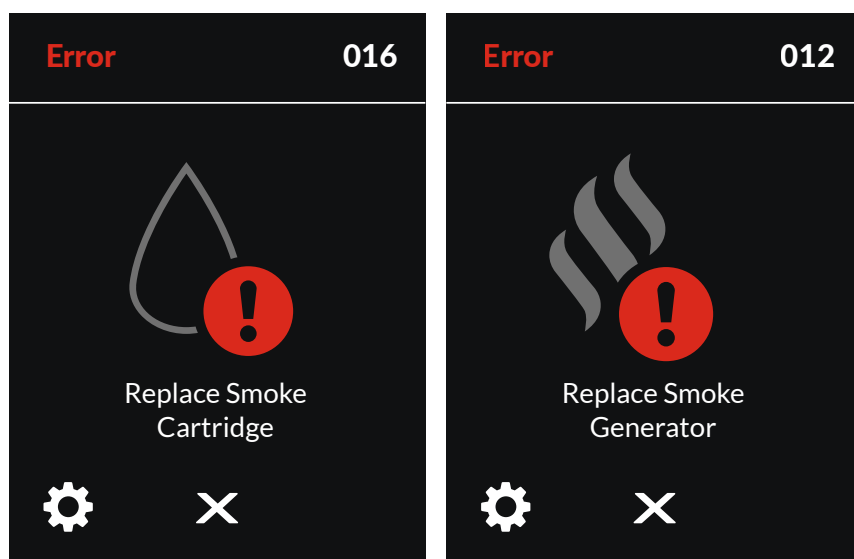 Error 016
Replace Smoke
Cartridge
Error 012
Replace Smoke
Generator